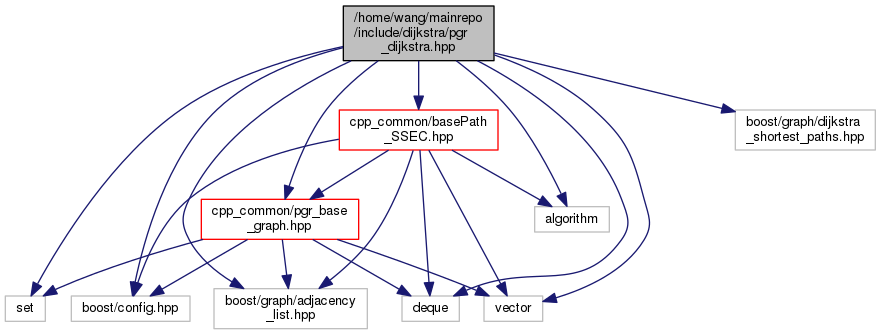 /home/wang/mainrepo
/include/dijkstra/pgr
_dijkstra.hpp
cpp_common/basePath
_SSEC.hpp
boost/graph/dijkstra
_shortest_paths.hpp
cpp_common/pgr_base
_graph.hpp
algorithm
set
boost/config.hpp
boost/graph/adjacency
_list.hpp
deque
vector